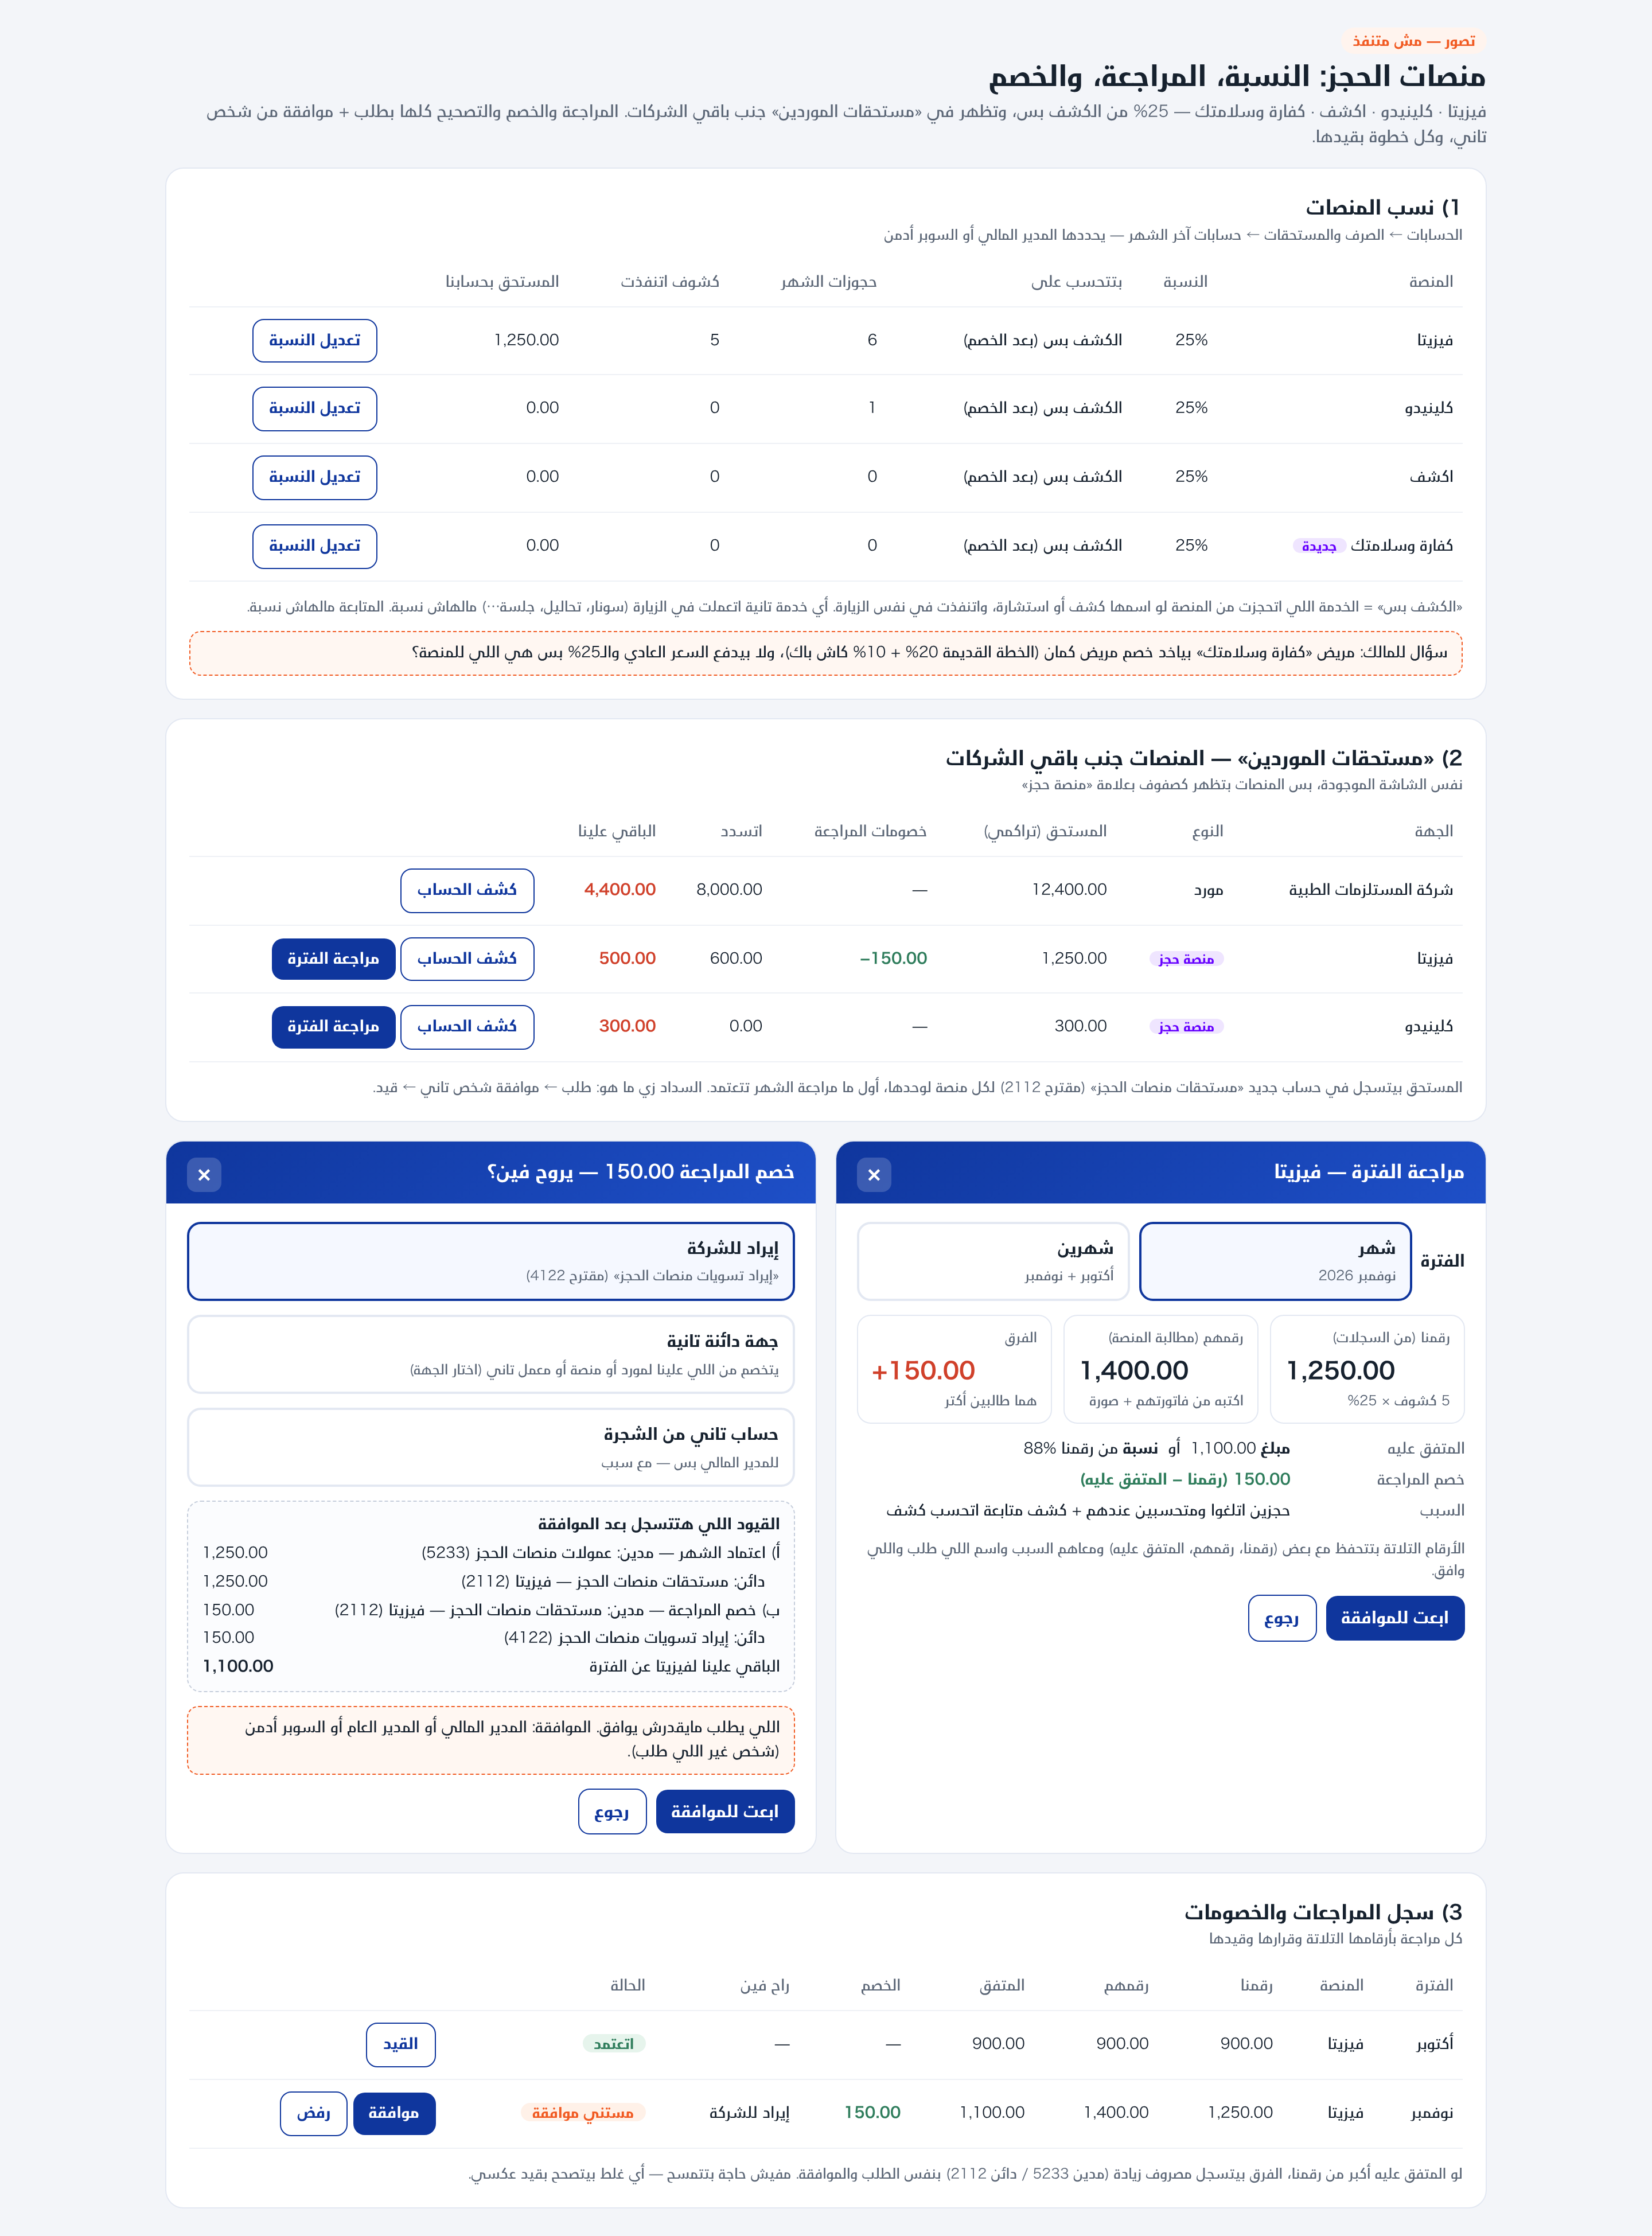 تصور — مش متنفذ
منصات الحجز: النسبة، المراجعة، والخصم
فيزيتا · كلينيدو · اكشف · كفارة وسلامتك — 25% من الكشف بس، وتظهر في «مستحقات الموردين» جنب باقي الشركات. المراجعة والخصم والتصحيح كلها بطلب + موافقة من شخص
تاني، وكل خطوة بقيدها.
1) نسب المنصات
الحسابات ← الصرف والمستحقات ← حسابات آخر الشهر — يحددها المدير المالي أو السوبر أدمن
المنصة النسبة بتتحسب على حجوزات الشهر كشوف اتنفذت المستحق بحسابنا
فيزيتا 25% الكشف بس (بعد الخصم) 6 5 1,250.00 تعديل النسبة
كلينيدو 25% الكشف بس (بعد الخصم) 1 0 0.00 تعديل النسبة
اكشف 25% الكشف بس (بعد الخصم) 0 0 0.00 تعديل النسبة
كفارة وسلامتك جديدة 25% الكشف بس (بعد الخصم) 0 0 0.00 تعديل النسبة
«الكشف بس» = الخدمة اللي اتحجزت من المنصة لو اسمها كشف أو استشارة، واتنفذت في نفس الزيارة. أي خدمة تانية اتعملت في الزيارة (سونار، تحاليل، جلسة…) مالهاش نسبة. المتابعة مالهاش نسبة.
سؤال للمالك: مريض «كفارة وسلامتك» بياخد خصم مريض كمان (الخطة القديمة 20% + 10% كاش باك)، ولا بيدفع السعر العادي والـ25% بس هي اللي للمنصة؟
2) «مستحقات الموردين» — المنصات جنب باقي الشركات
نفس الشاشة الموجودة، بس المنصات بتظهر كصفوف بعلامة «منصة حجز»
الجهة النوع المستحق (تراكمي) خصومات المراجعة اتسدد الباقي علينا
شركة المستلزمات الطبية مورد 12,400.00 — 8,000.00 4,400.00 كشف الحساب
فيزيتا منصة حجز 1,250.00 −150.00 600.00 500.00 كشف الحساب مراجعة الفترة
كلينيدو منصة حجز 300.00 — 0.00 300.00 كشف الحساب مراجعة الفترة
المستحق بيتسجل في حساب جديد «مستحقات منصات الحجز» (مقترح 2112) لكل منصة لوحدها، أول ما مراجعة الشهر تتعتمد. السداد زي ما هو: طلب ← موافقة شخص تاني ← قيد.
مراجعة الفترة — فيزيتا ×
الفترة
شهر
نوفمبر 2026
شهرين
أكتوبر + نوفمبر
رقمنا (من السجلات)
1,250.00
5 كشوف × 25%
رقمهم (مطالبة المنصة)
1,400.00
اكتبه من فاتورتهم + صورة
الفرق
+150.00
هما طالبين أكتر
المتفق عليه مبلغ 1,100.00 أو نسبة من رقمنا 88%
خصم المراجعة 150.00 (رقمنا − المتفق عليه)
السبب حجزين اتلغوا ومتحسبين عندهم + كشف متابعة اتحسب كشف
الأرقام التلاتة بتتحفظ مع بعض (رقمنا، رقمهم، المتفق عليه) ومعاهم السبب واسم اللي طلب واللي
وافق.
ابعت للموافقة رجوع
خصم المراجعة 150.00 — يروح فين؟ ×
إيراد للشركة
«إيراد تسويات منصات الحجز» (مقترح 4122)
جهة دائنة تانية
يتخصم من اللي علينا لمورد أو منصة أو معمل تاني (اختار الجهة)
حساب تاني من الشجرة
للمدير المالي بس — مع سبب
القيود اللي هتتسجل بعد الموافقة
أ) اعتماد الشهر — مدين: عمولات منصات الحجز (5233) 1,250.00
دائن: مستحقات منصات الحجز — فيزيتا (2112) 1,250.00
ب) خصم المراجعة — مدين: مستحقات منصات الحجز — فيزيتا (2112) 150.00
دائن: إيراد تسويات منصات الحجز (4122) 150.00
الباقي علينا لفيزيتا عن الفترة 1,100.00
اللي يطلب مايقدرش يوافق. الموافقة: المدير المالي أو المدير العام أو السوبر أدمن
(شخص غير اللي طلب).
ابعت للموافقة رجوع
3) سجل المراجعات والخصومات
كل مراجعة بأرقامها التلاتة وقرارها وقيدها
الفترة المنصة رقمنا رقمهم المتفق الخصم راح فين الحالة
أكتوبر فيزيتا 900.00 900.00 900.00 — — اتعتمد القيد
نوفمبر فيزيتا 1,250.00 1,400.00 1,100.00 150.00 إيراد للشركة مستني موافقة موافقة رفض
لو المتفق عليه أكبر من رقمنا، الفرق بيتسجل مصروف زيادة (مدين 5233 / دائن 2112) بنفس الطلب والموافقة. مفيش حاجة بتتمسح — أي غلط بيتصحح بقيد عكسي.